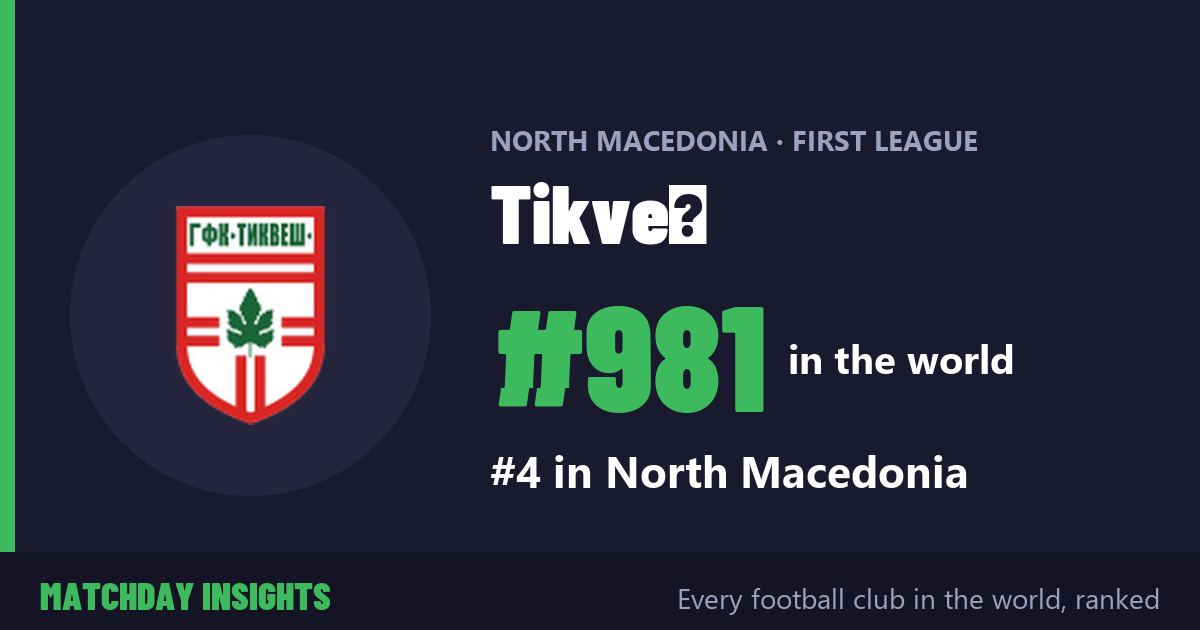 NORTH MACEDONIA · FIRST LEAGUE
ГФК·ТИКВЕШ·
Tikve�
#981 in the world
#4 in North Macedonia
MATCHDAY INSIGHTS
Every football club in the world, ranked